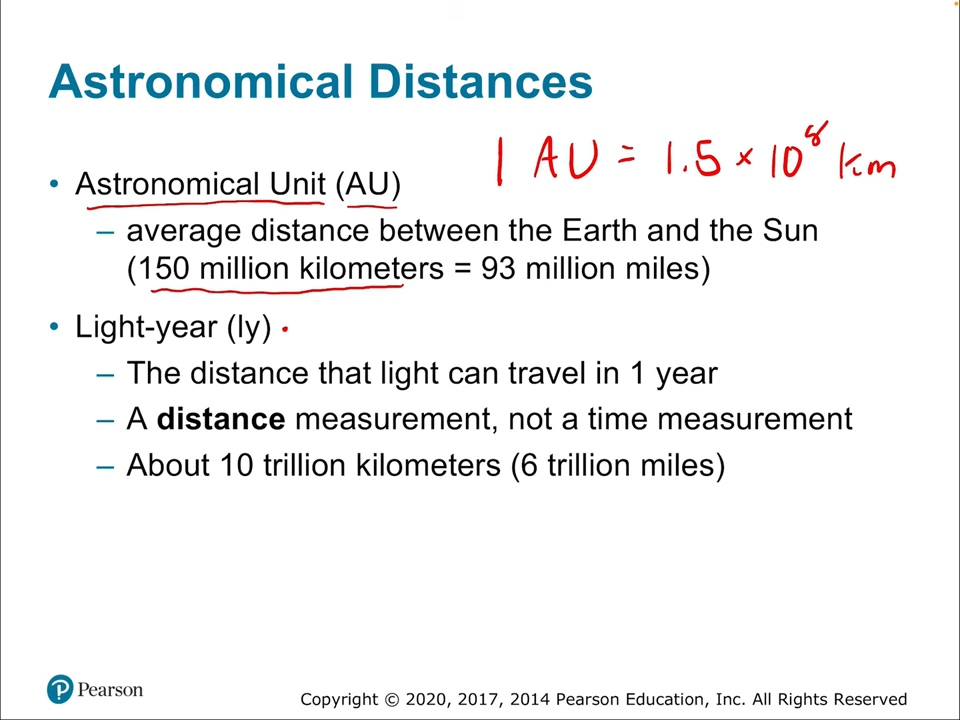 Astronomical Distances
1 AU = 1.5 × 10⁸ km
• Astronomical Unit (AU)
– average distance between the Earth and the Sun
(150 million kilometers = 93 million miles)
• Light-year (ly)
– The distance that light can travel in 1 year
– A distance measurement, not a time measurement
– About 10 trillion kilometers (6 trillion miles)
Pearson
Copyright © 2020, 2017, 2014 Pearson Education, Inc. All Rights Reserved